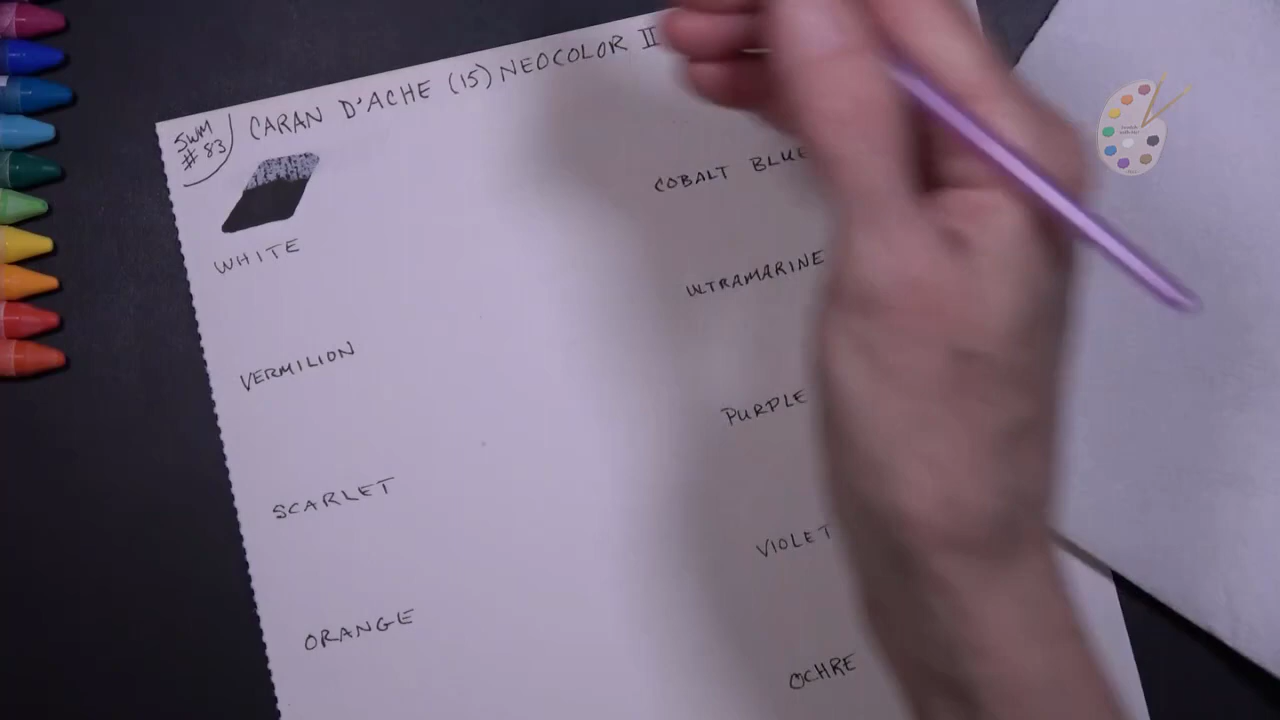 SWM
# 83
CARAN D'ACHE (15) NEOCOLOR II
WHITE
VERMILION
SCARLET
ORANGE
COBALT BLUE
ULTRAMARINE
PURPLE
VIOLET
OCHRE